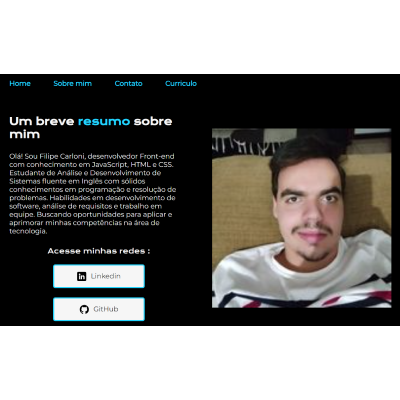 Home Sobre mim Contato Curriculo
Um breve resumo sobre
mim
Olá! Sou Filipe Carloni, desenvolvedor Front-end
com conhecimento em JavaScript, HTML e CSS.
Estudante de Análise e Desenvolvimento de
Sistemas fluente em Inglês com sólidos
conhecimentos em programação e resolução de
problemas. Habilidades em desenvolvimento de
software, análise de requisitos e trabalho em
equipe. Buscando oportunidades para aplicar e
aprimorar minhas competências na área de
tecnologia.
Acesse minhas redes :
Linkedin
GitHub